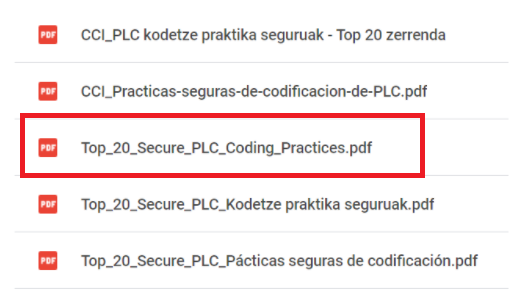 PDF CCI_PLC kodetze praktika seguruak - Top 20 zerrenda
PDF CCI_Practicas-seguras-de-codificacion-de-PLC.pdf
PDF Top_20_Secure_PLC_Coding_Practices.pdf
PDF Top_20_Secure_PLC_Kodetze praktika seguruak.pdf
PDF Top_20_Secure_PLC_Pácticas seguras de codificación.pdf